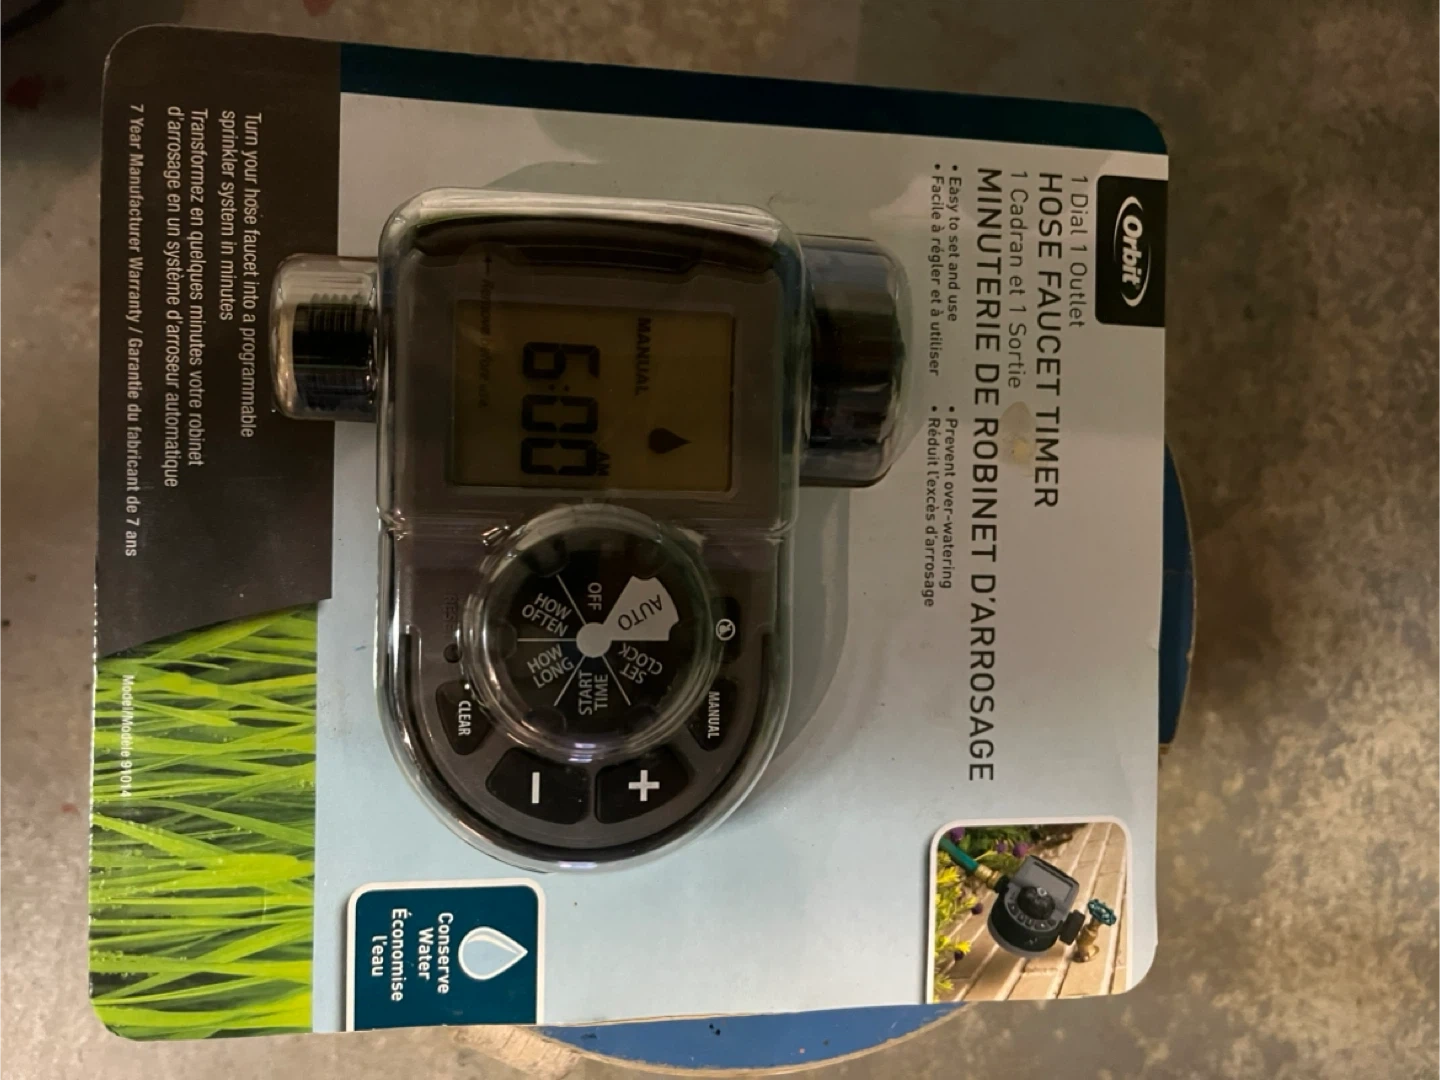 Orbit
1 Dial 1 Outlet
HOSE FAUCET TIMER
1 Cadran et 1 Sortie
MINUTERIE DE ROBINET D'ARROSAGE
• Easy to set and use
• Facile à régler et à utiliser
• Prevent over-watering
• Réduit l'excès d'arrosage
MANUAL
6:00 AM
AUTO
SET
CLOCK
START
TIME
HOW
LONG
HOW
OFTEN
OFF
MANUAL
+
−
CLEAR
Conserve
Water
Économise
l'eau
Turn your hose faucet into a programmable
sprinkler system in minutes
Transformez en quelques minutes votre robinet
d'arrosage en un système d'arroseur automatique
7 Year Manufacturer Warranty / Garantie du fabricant de 7 ans
Model/Modèle 91014